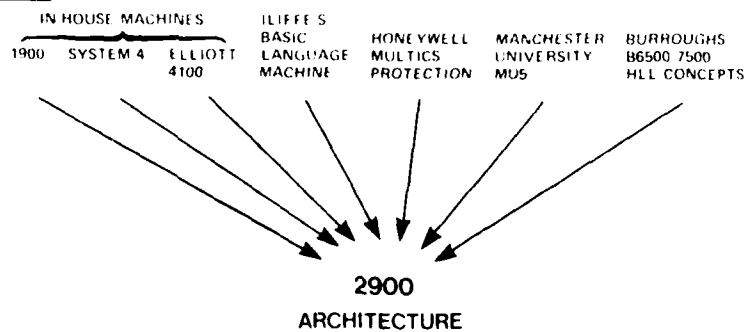 IN HOUSE MACHINES
1900 SYSTEM 4 ELLIOTT
4100
ILIFFE S
BASIC
LANGUAGE
MACHINE
HONEYWELL
MULTICS
PROTECTION
MANCHESTER
UNIVERSITY
MU5
BURROUGHS
B6500 7500
HLL CONCEPTS
2900
ARCHITECTURE